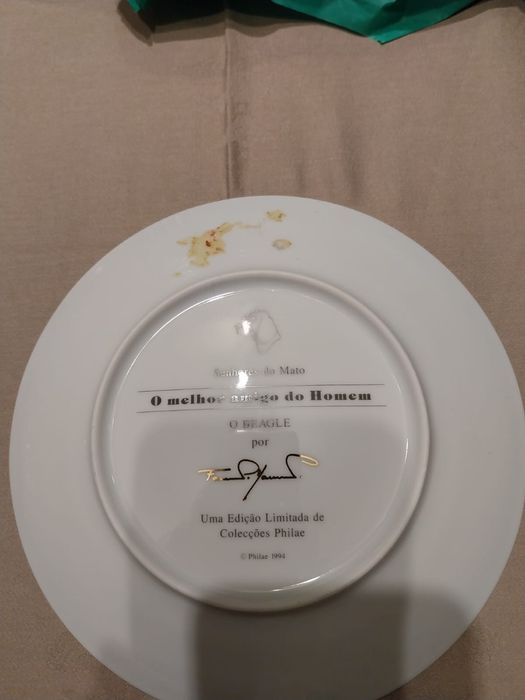 Senhores do Mato
O melhor amigo do Homem
O BEAGLE
por
Uma Edição Limitada de
Colecções Philae
© Philae 1994